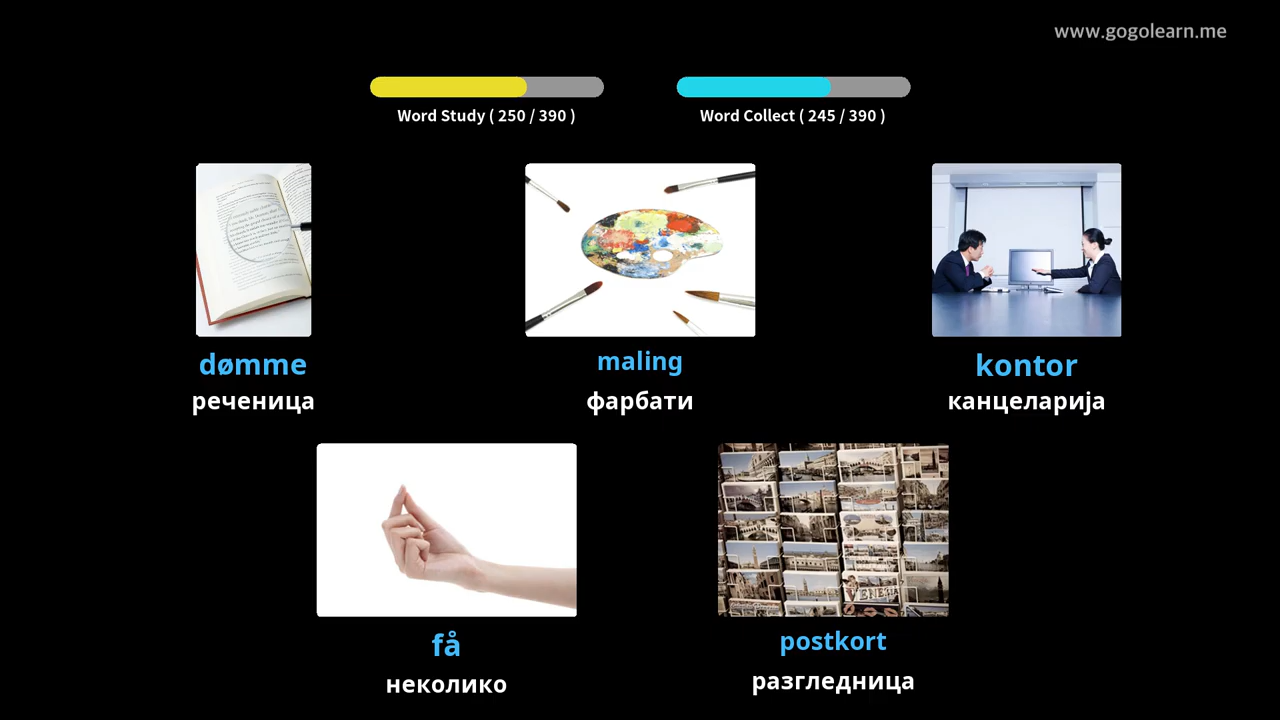 www.gogolearn.me
Word Study ( 250 / 390 )
Word Collect ( 245 / 390 )
dømme
реченица
maling
фарбати
kontor
канцеларија
få
неколико
postkort
разгледница